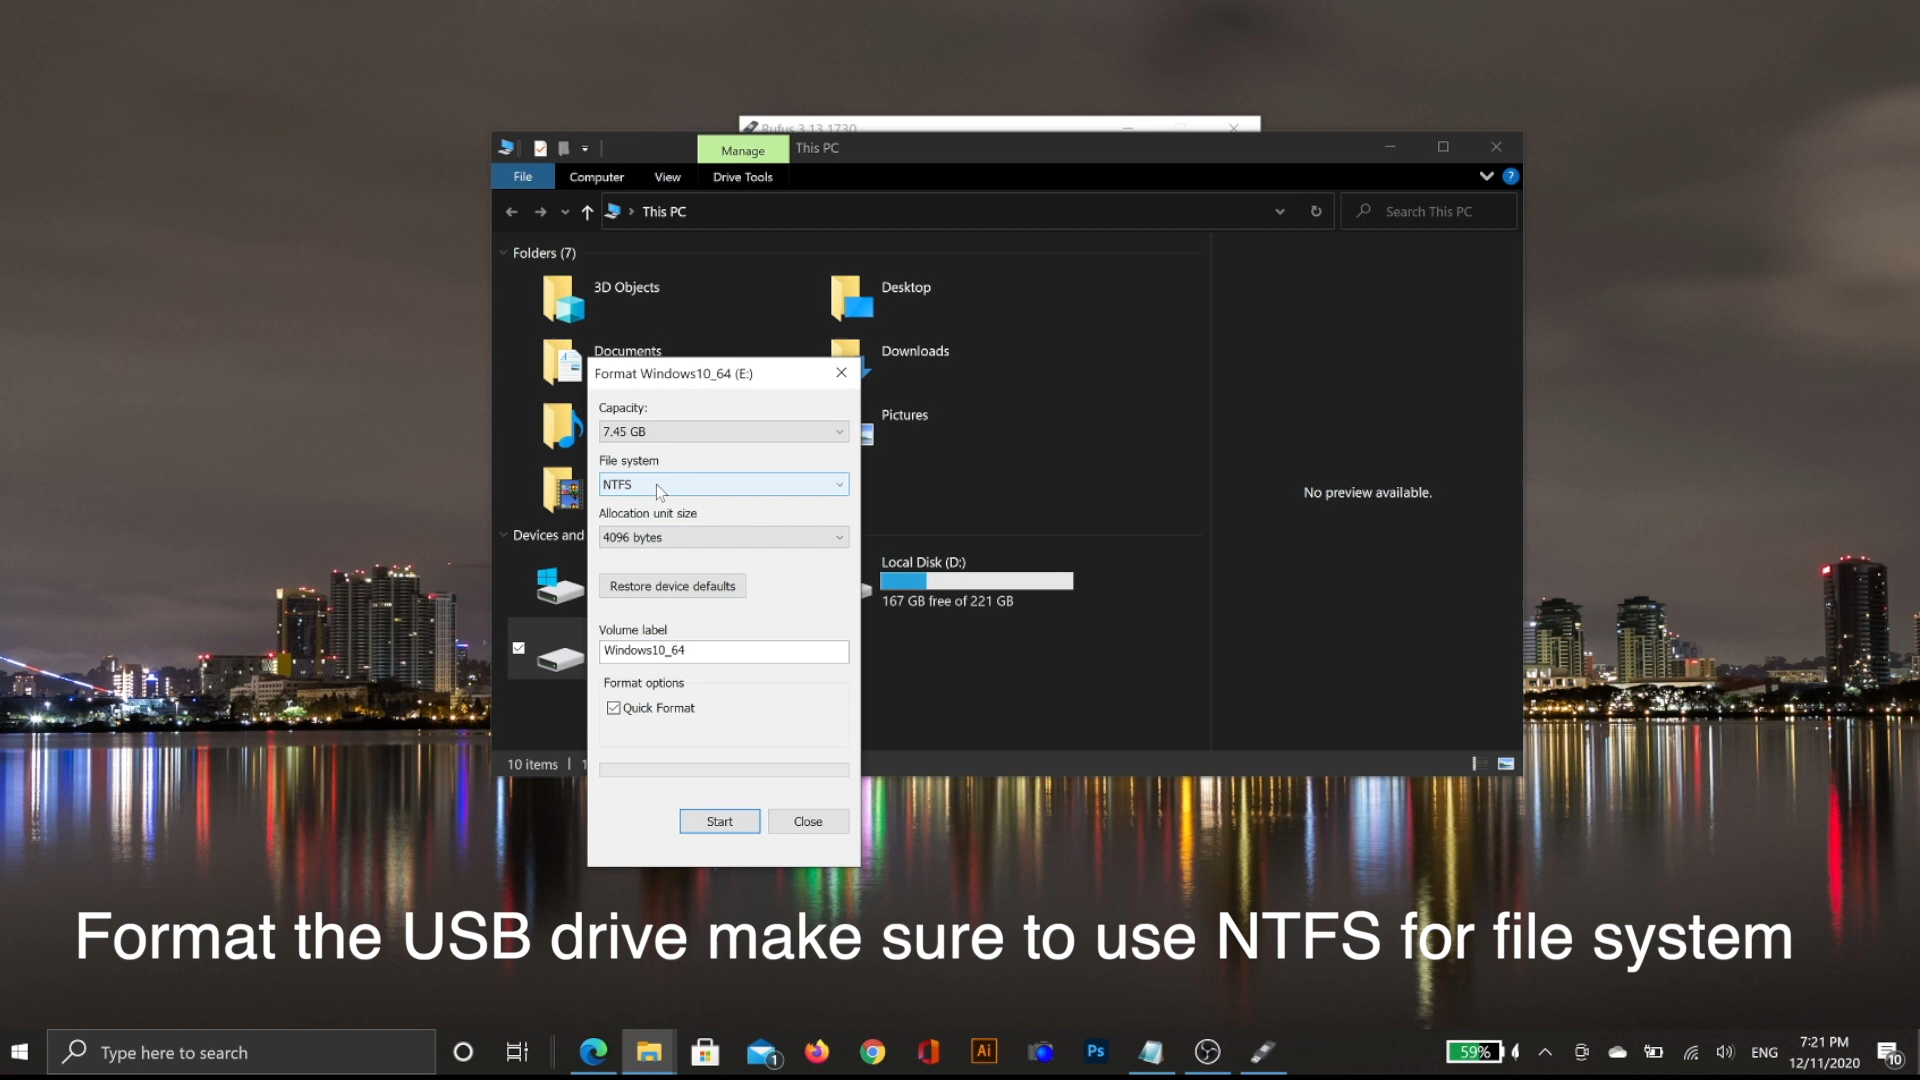 Rufus 3.13.1730
Manage
This PC
File
Computer
View
Drive Tools
?
This PC
Search This PC
Folders (7)
3D Objects
Desktop
Documents
Downloads
Pictures
Format Windows10_64 (E:)
Capacity:
7.45 GB
File system
NTFS
Allocation unit size
4096 bytes
Restore device defaults
Volume label
Windows10_64
Format options
Quick Format
Start
Close
No preview available.
Devices and
Local Disk (D:)
167 GB free of 221 GB
10 items
Format the USB drive make sure to use NTFS for file system
Type here to search
1
Ai
Ps
59%
ENG
7:21 PM
12/11/2020
10